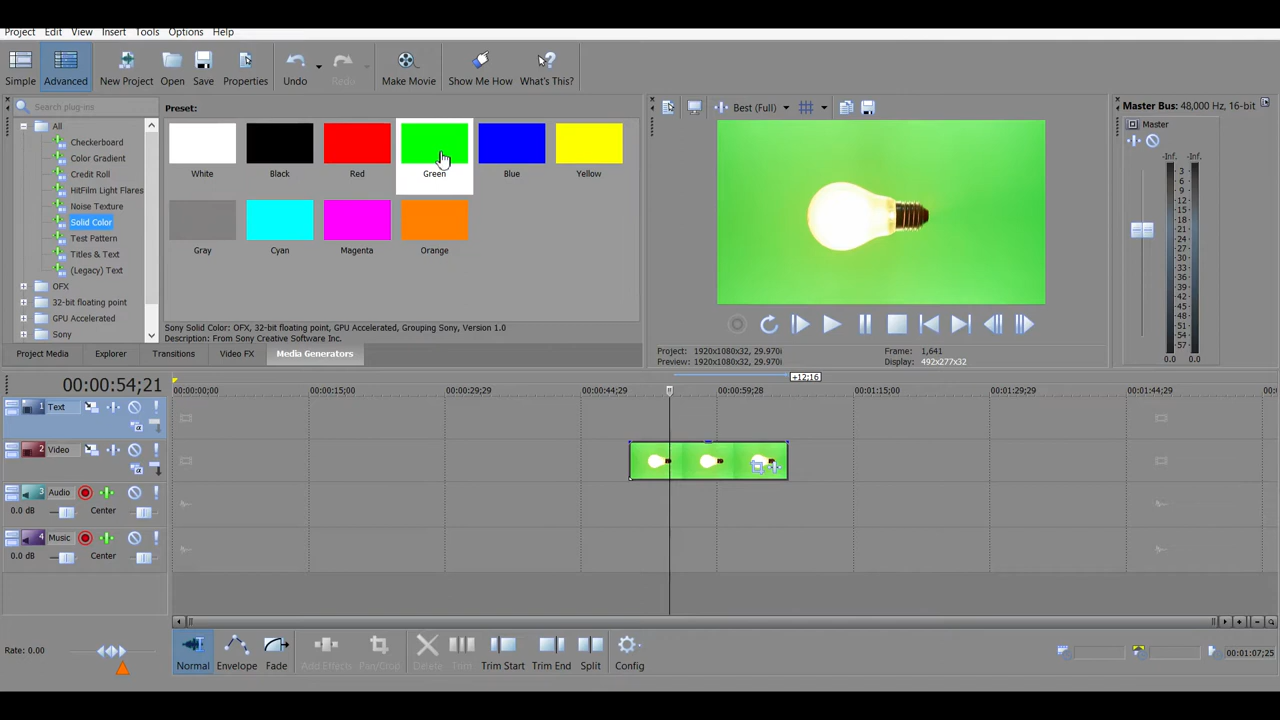 Project Edit View Insert Tools Options Help
Simple Advanced New Project Open Save Properties Undo Redo Make Movie Show Me How What's This?
Search plug-ins
All
Checkerboard
Color Gradient
Credit Roll
HitFilm Light Flares
Noise Texture
Solid Color
Test Pattern
Titles & Text
(Legacy) Text
OFX
32-bit floating point
GPU Accelerated
Sony
Preset:
White Black Red Green Blue Yellow
Gray Cyan Magenta Orange
Sony Solid Color: OFX, 32-bit floating point, GPU Accelerated, Grouping Sony, Version 1.0
Description: From Sony Creative Software Inc.
Project Media Explorer Transitions Video FX Media Generators
Best (Full)
Project: 1920x1080x32, 29.970i
Preview: 1920x1080x32, 29.970i
Frame: 1,641
Display: 492x277x32
Master Bus: 48,000 Hz, 16-bit
Master
-Inf. -Inf.
3
6
9
12
15
18
21
24
27
30
33
36
39
42
45
48
51
54
57
0.0 0.0
00:00:54;21
+12;16
00:00:00;00 00:00:15;00 00:00:29;29 00:00:44;29 00:00:59;28 00:01:15;00 00:01:29;29 00:01:44;29 00:0
1 Text
2 Video
3 Audio
0.0 dB Center
4 Music
0.0 dB Center
Rate: 0.00
Normal Envelope Fade Add Effects Pan/Crop Delete Trim Trim Start Trim End Split Config
00:01:07;25